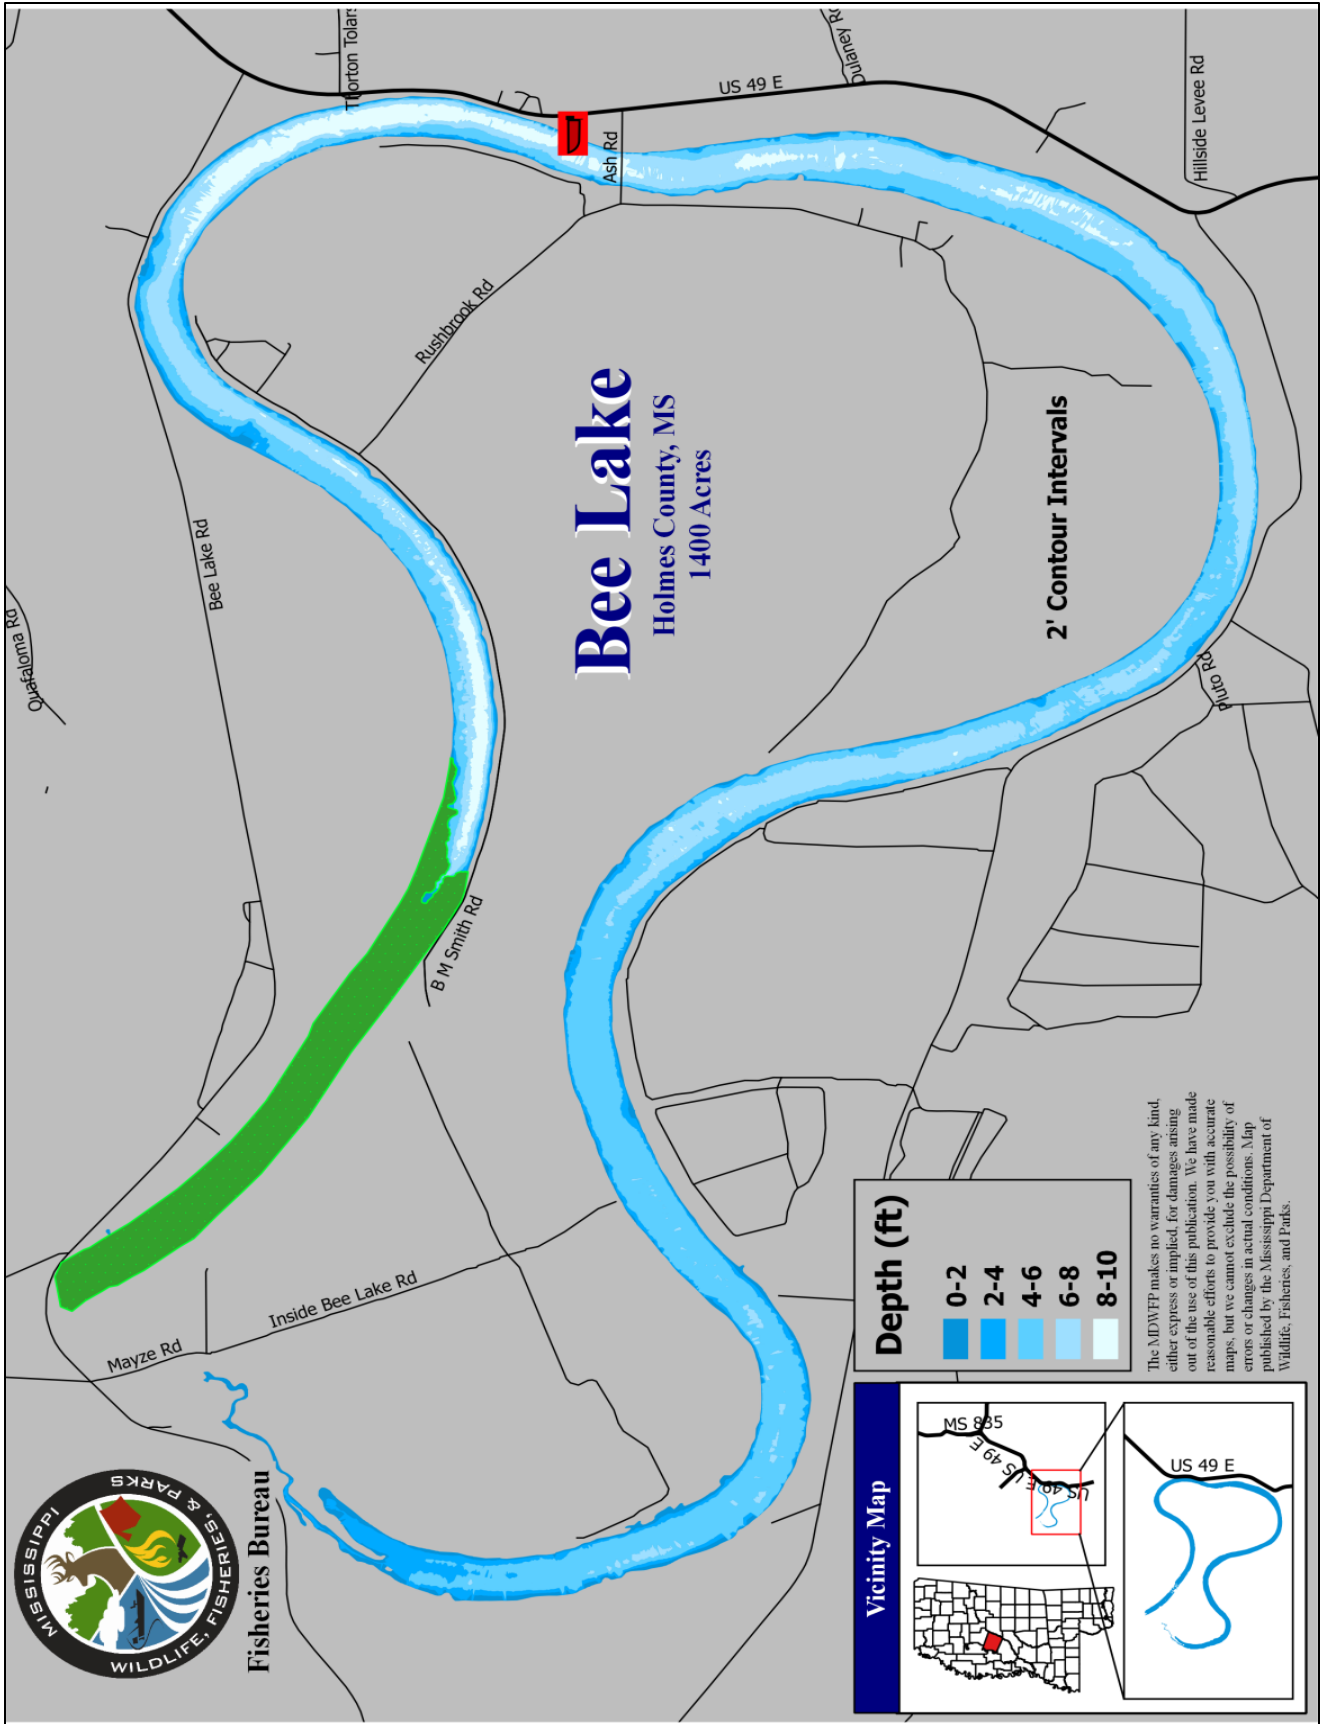 MISSISSIPPI
WILDLIFE, FISHERIES, & PARKS
Fisheries Bureau
Bee Lake
Holmes County, MS
1400 Acres
2' Contour Intervals
Quafaloma Rd
Bee Lake Rd
Rushbrook Rd
B M Smith Rd
Mayze Rd
Inside Bee Lake Rd
Thorton Tolars
US 49 E
Ash Rd
Dulaney Rd
Hillside Levee Rd
Pluto Rd
Depth (ft)
0-2
2-4
4-6
6-8
8-10
Vicinity Map
MS 835
US 49 E
US 49 E
US 49 E
The MDWFP makes no warranties of any kind,
either express or implied, for damages arising
out of the use of this publication. We have made
reasonable efforts to provide you with accurate
maps, but we cannot exclude the possibility of
errors or changes in actual conditions. Map
published by the Mississippi Department of
Wildlife, Fisheries, and Parks.